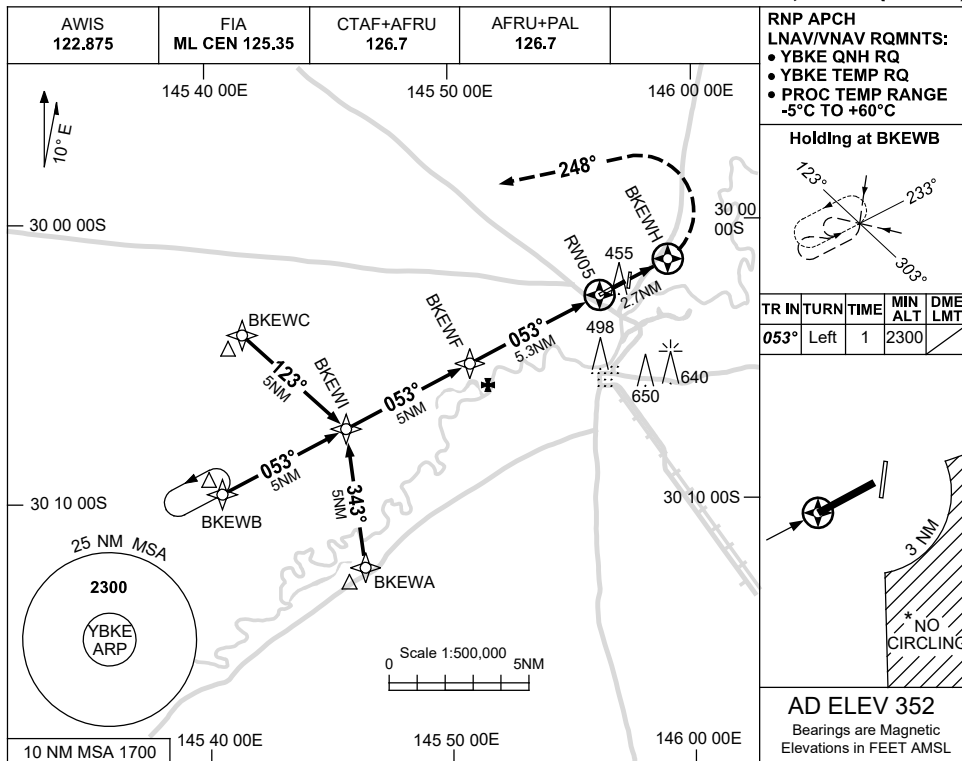 AWIS
122.875
FIA
ML CEN 125.35
CTAF+AFRU
126.7
AFRU+PAL
126.7
RNP APCH
LNAV/VNAV RQMNTS:
• YBKE QNH RQ
• YBKE TEMP RQ
• PROC TEMP RANGE
-5°C TO +60°C
145 40 00E
145 50 00E
146 00 00E
10° E
Holding at BKEWB
123°
233°
303°
248°
BKEWH
30 00 00S
30 00
00S
RW05
455
2.7NM
TR IN
TURN
TIME
MIN
ALT
DME
LMT
053°
Left
1
2300
BKEWC
BKEWF
053°
5.3NM
498
123°
5NM
BKEWI
640
650
053°
5NM
053°
5NM
343°
5NM
30 10 00S
30 10 00S
BKEWB
BKEWA
25 NM MSA
2300
YBKE
ARP
3 NM
*NO
CIRCLING
Scale 1:500,000
0
5NM
AD ELEV 352
Bearings are Magnetic
Elevations in FEET AMSL
10 NM MSA 1700
145 40 00E
145 50 00E
146 00 00E